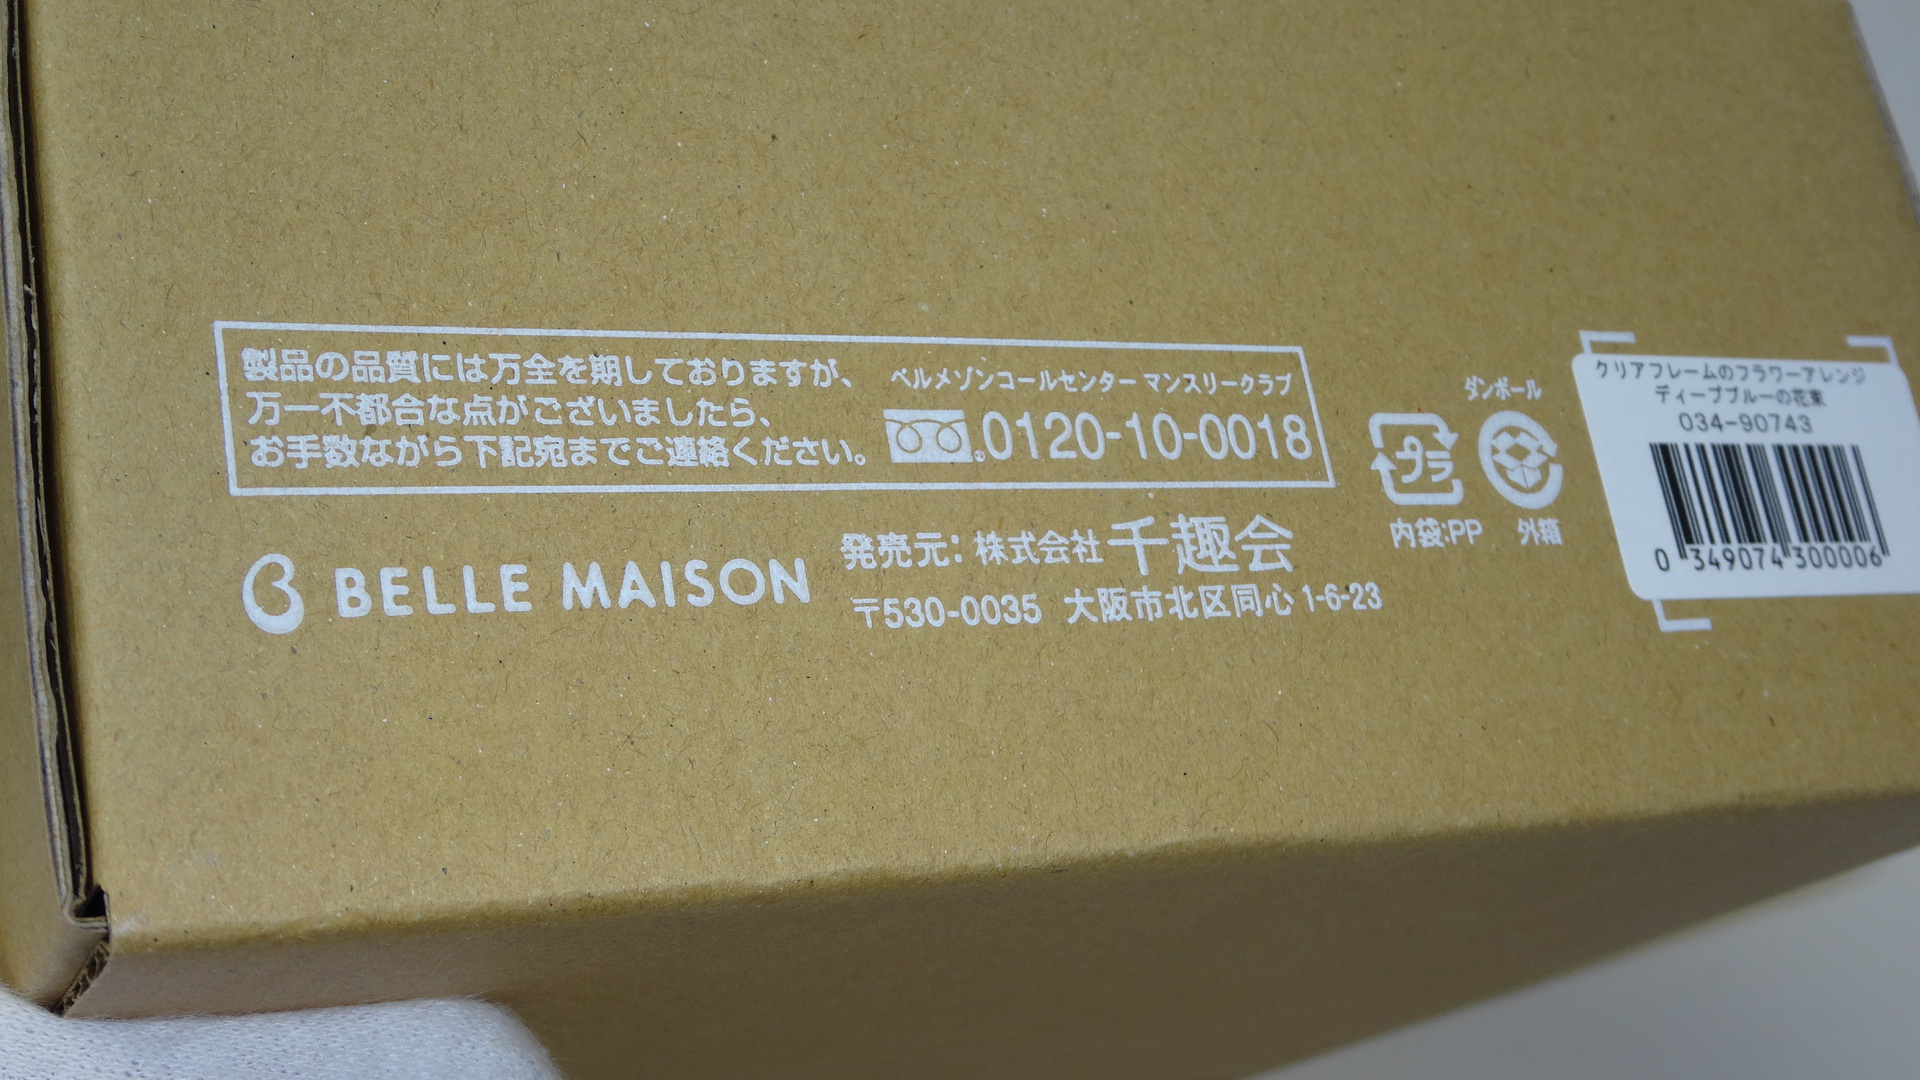 製品の品質には万全を期しておりますが、
万一不都合な点がございましたら、
お手数ながら下記宛までご連絡ください。
ベルメゾンコールセンター マンスリークラブ
0120-10-0018
BELLE MAISON
発売元：株式会社千趣会
〒530-0035 大阪市北区同心1-6-23
プラ
内袋:PP
ダンボール
外箱
クリアフレームのフラワーアレンジ
ディープブルーの花束
034-90743
0 349074 300006